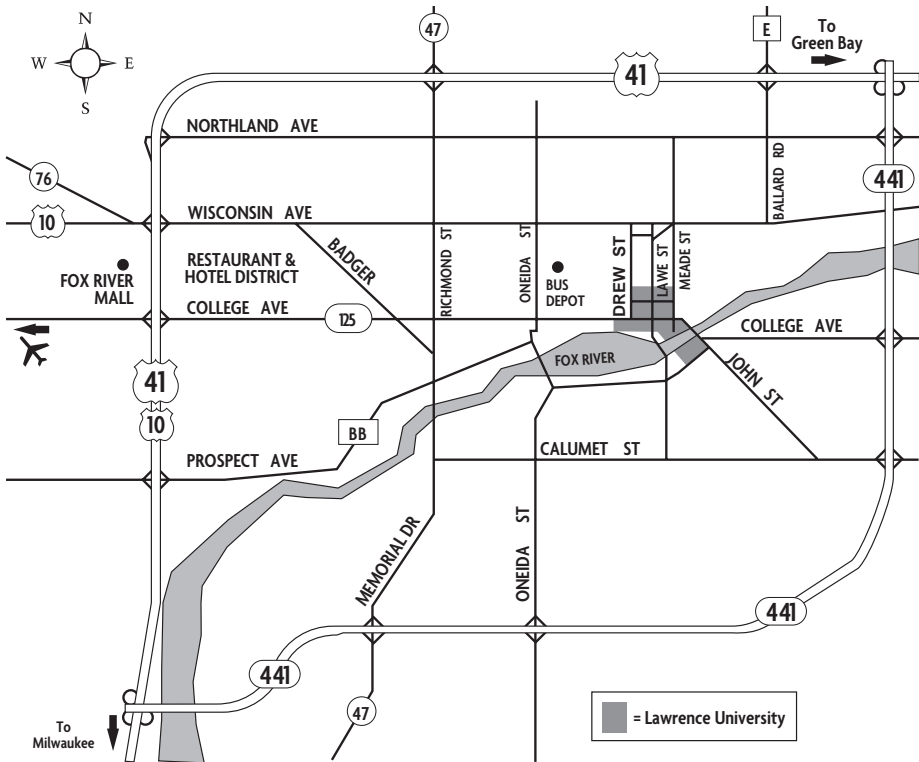 N
W E
S
47
E
To
Green Bay
41
NORTHLAND AVE
BALLARD RD
441
76
10
WISCONSIN AVE
RESTAURANT &
HOTEL DISTRICT
BADGER
RICHMOND ST
ONEIDA ST
BUS
DEPOT
DREW ST
LAWE ST
MEADE ST
FOX RIVER
MALL
COLLEGE AVE
125
COLLEGE AVE
FOX RIVER
JOHN ST
41
10
BB
PROSPECT AVE
CALUMET ST
MEMORIAL DR
ONEIDA ST
441
441
47
To
Milwaukee
= Lawrence University